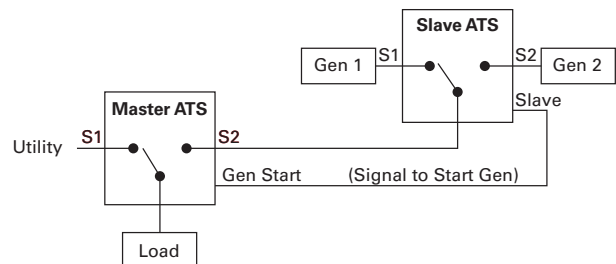 Slave ATS
Gen 1
S1
S2
Gen 2
Slave
Master ATS
Utility
S1
S2
Gen Start
(Signal to Start Gen)
Load